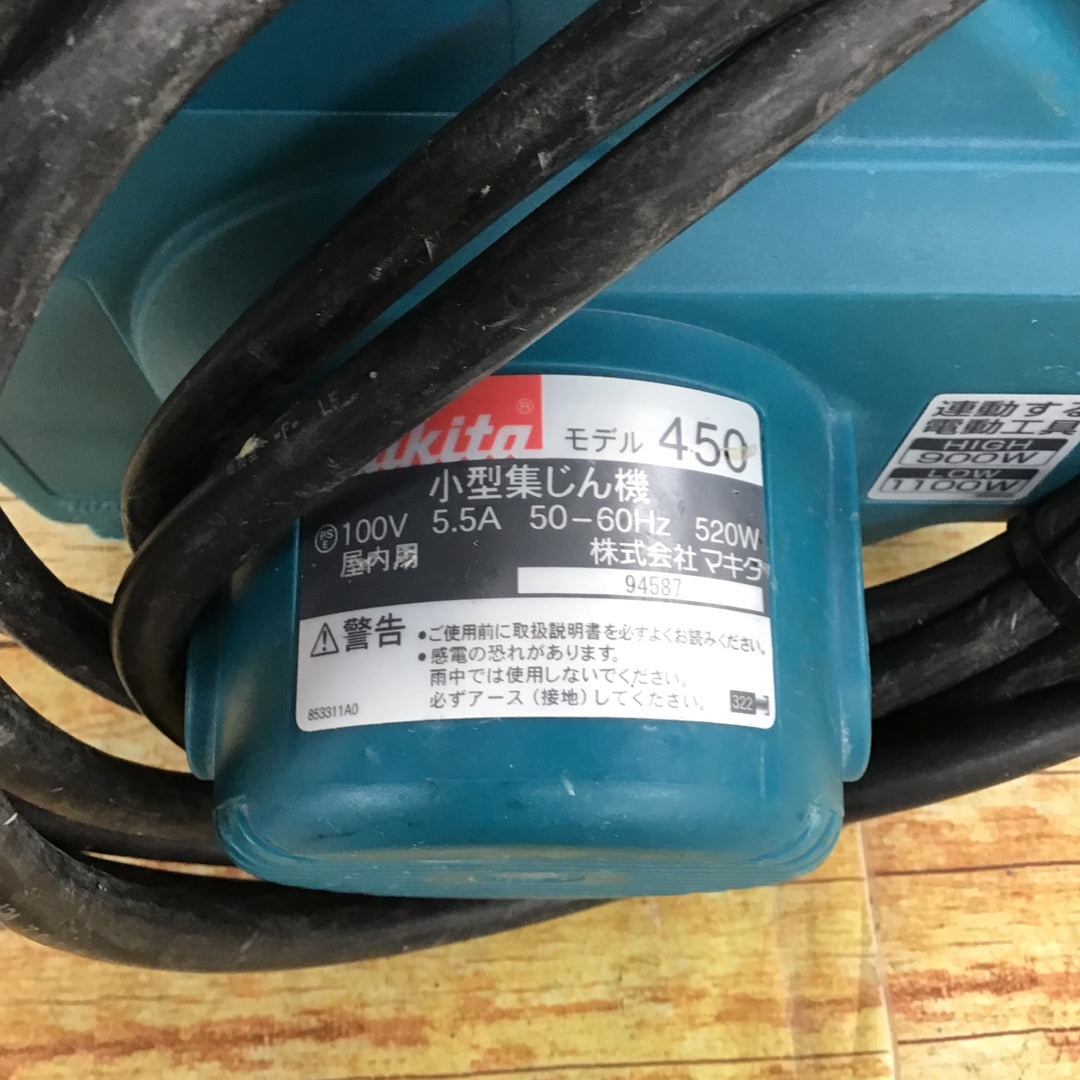 makita® モデル 450
小型集じん機
PS E 100V 5.5A 50-60Hz 520W
屋内用 株式会社マキタ
94587
警告 •ご使用前に取扱説明書を必ずよくお読みください。
•感電の恐れがあります。
雨中では使用しないでください。
必ずアース(接地)してください。
853311A0
322
連動する
電動工具
HIGH
900W
LOW
1100W